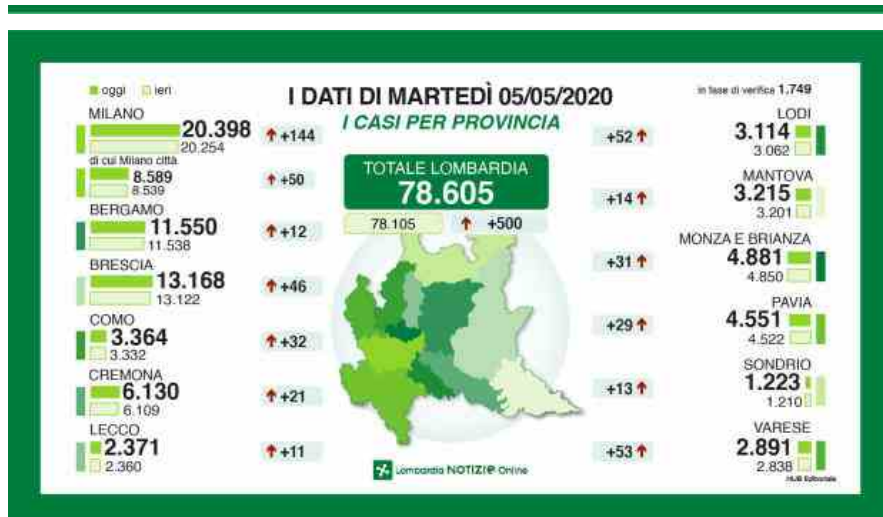 oggi ieri
I DATI DI MARTEDÌ 05/05/2020
I CASI PER PROVINCIA
in fase di verifica 1.749
TOTALE LOMBARDIA
78.605
78.105 +500
MILANO
20.398
20.254
+144
di cui Milano città
8.589
8.539
+50
BERGAMO
11.550
11.538
+12
BRESCIA
13.168
13.122
+46
COMO
3.364
3.332
+32
CREMONA
6.130
6.109
+21
LECCO
2.371
2.360
+11
LODI
+52
3.114
3.062
MANTOVA
+14
3.215
3.201
MONZA E BRIANZA
+31
4.881
4.850
PAVIA
+29
4.551
4.522
SONDRIO
+13
1.223
1.210
VARESE
+53
2.891
2.838
Lombardia NOTIZIE Online
HUB Editoriale